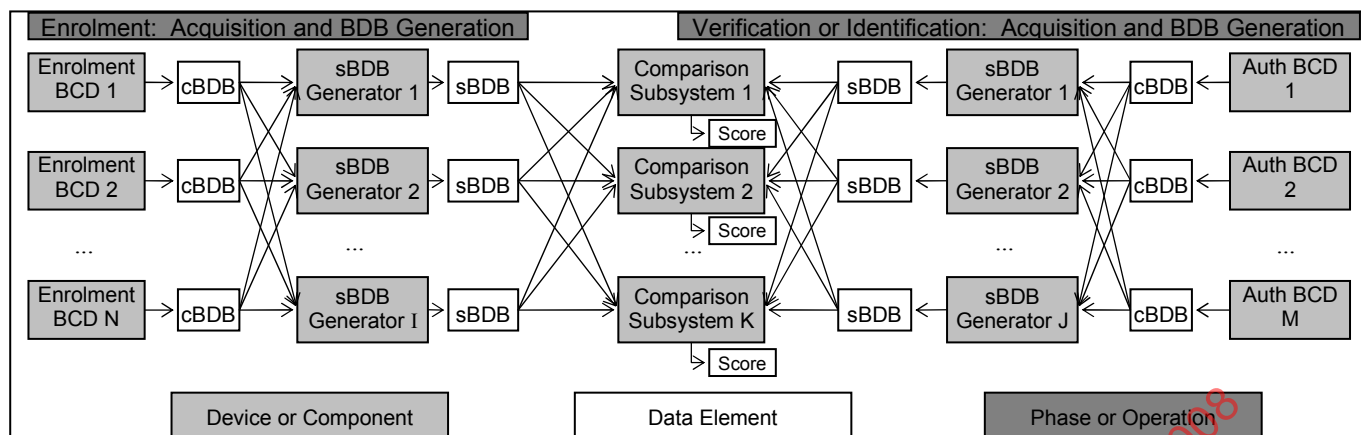 Enrolment: Acquisition and BDB Generation
Verification or Identification: Acquisition and BDB Generation
Enrolment
BCD 1
cBDB
sBDB
Generator 1
sBDB
Comparison
Subsystem 1
Score
sBDB
sBDB
Generator 1
cBDB
Auth BCD
1
Enrolment
BCD 2
cBDB
sBDB
Generator 2
sBDB
Comparison
Subsystem 2
Score
sBDB
sBDB
Generator 2
cBDB
Auth BCD
2
...
...
...
...
...
Enrolment
BCD N
cBDB
sBDB
Generator I
sBDB
Comparison
Subsystem K
Score
sBDB
sBDB
Generator J
cBDB
Auth BCD
M
Device or Component
Data Element
Phase or Operation